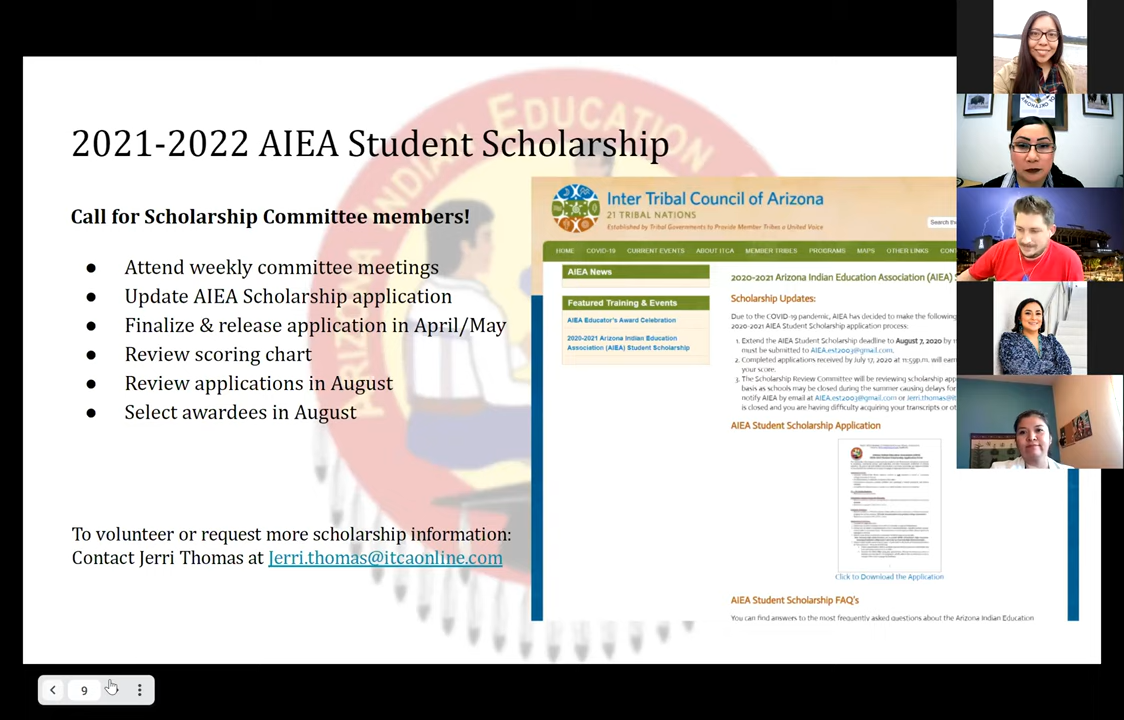 2021-2022 AIEA Student Scholarship
Call for Scholarship Committee members!
● Attend weekly committee meetings
● Update AIEA Scholarship application
● Finalize & release application in April/May
● Review scoring chart
● Review applications in August
● Select awardees in August
To volunteer or request more scholarship information:
Contact Jerri Thomas at Jerri.thomas@itcaonline.com
ARIZONA INDIAN EDUCATION ASSOCIATION
Inter Tribal Council of Arizona
21 TRIBAL NATIONS
Established by Tribal Governments to Provide Member Tribes a United Voice
Search th
HOME COVID-19 CURRENT EVENTS ABOUT ITCA MEMBER TRIBES PROGRAMS MAPS OTHER LINKS CON
AIEA News
Featured Training & Events
AIEA Educator's Award Celebration
2020-2021 Arizona Indian Education
Association (AIEA) Student Scholarship
2020-2021 Arizona Indian Education Association (AIEA) S
Scholarship Updates:
Due to the COVID-19 pandemic, AIEA has decided to make the following
2020-2021 AIEA Student Scholarship application process:
1. Extend the AIEA Student Scholarship deadline to August 7, 2020 by
must be submitted to AIEA.est2003@gmail.com.
2. Completed applications received by July 17, 2020 at 11:59p.m. will earn
your score.
3. The Scholarship Review Committee will be reviewing scholarship app
basis as schools may be closed during the summer causing delays for
notify AIEA by email at AIEA.est2003@gmail.com or Jerri.thomas@it
is closed and you are having difficulty acquiring your transcripts or ot
AIEA Student Scholarship Application
Click to Download the Application
AIEA Student Scholarship FAQ's
You can find answers to the most frequently asked questions about the Arizona Indian Education
9